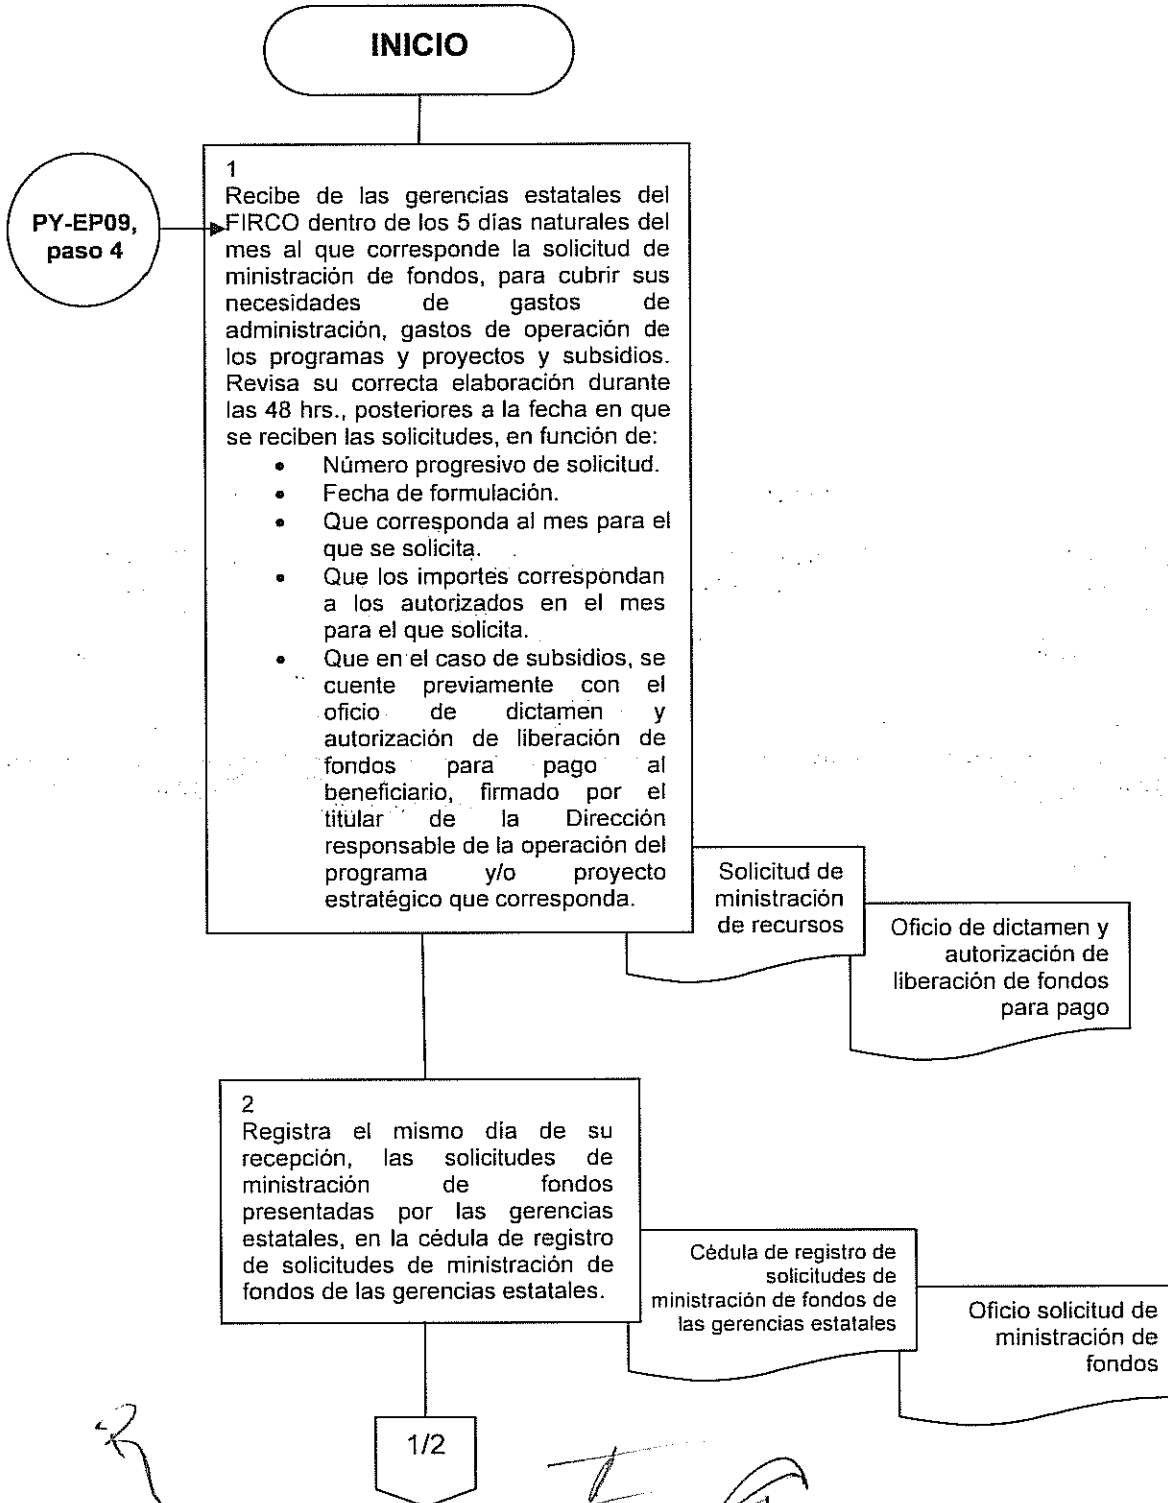 INICIO
PY-EP09,
paso 4
1
Recibe de las gerencias estatales del
FIRCO dentro de los 5 días naturales del
mes al que corresponde la solicitud de
ministración de fondos, para cubrir sus
necesidades de gastos de
administración, gastos de operación de
los programas y proyectos y subsidios.
Revisa su correcta elaboración durante
las 48 hrs., posteriores a la fecha en que
se reciben las solicitudes, en función de:
• Número progresivo de solicitud.
• Fecha de formulación.
• Que corresponda al mes para el
que se solicita.
• Que los importes correspondan
a los autorizados en el mes
para el que solicita.
• Que en el caso de subsidios, se
cuente previamente con el
oficio de dictamen y
autorización de liberación de
fondos para pago al
beneficiario, firmado por el
titular de la Dirección
responsable de la operación del
programa y/o proyecto
estratégico que corresponda.
Solicitud de
ministración
de recursos
Oficio de dictamen y
autorización de
liberación de fondos
para pago
2
Registra el mismo día de su
recepción, las solicitudes de
ministración de fondos
presentadas por las gerencias
estatales, en la cédula de registro
de solicitudes de ministración de
fondos de las gerencias estatales.
Cédula de registro de
solicitudes de
ministración de fondos de
las gerencias estatales
Oficio solicitud de
ministración de
fondos
1/2